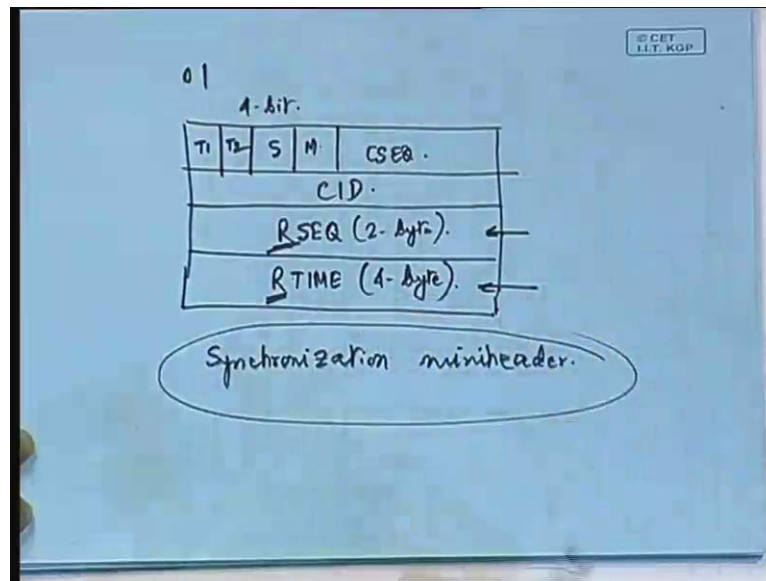 © CET
I.I.T. KGP
01
4-bit.
T1 T2 S M. CSEQ.
CID.
RSEQ (2-Byte).
RTIME (4-Byte).
Synchronization miniheader.